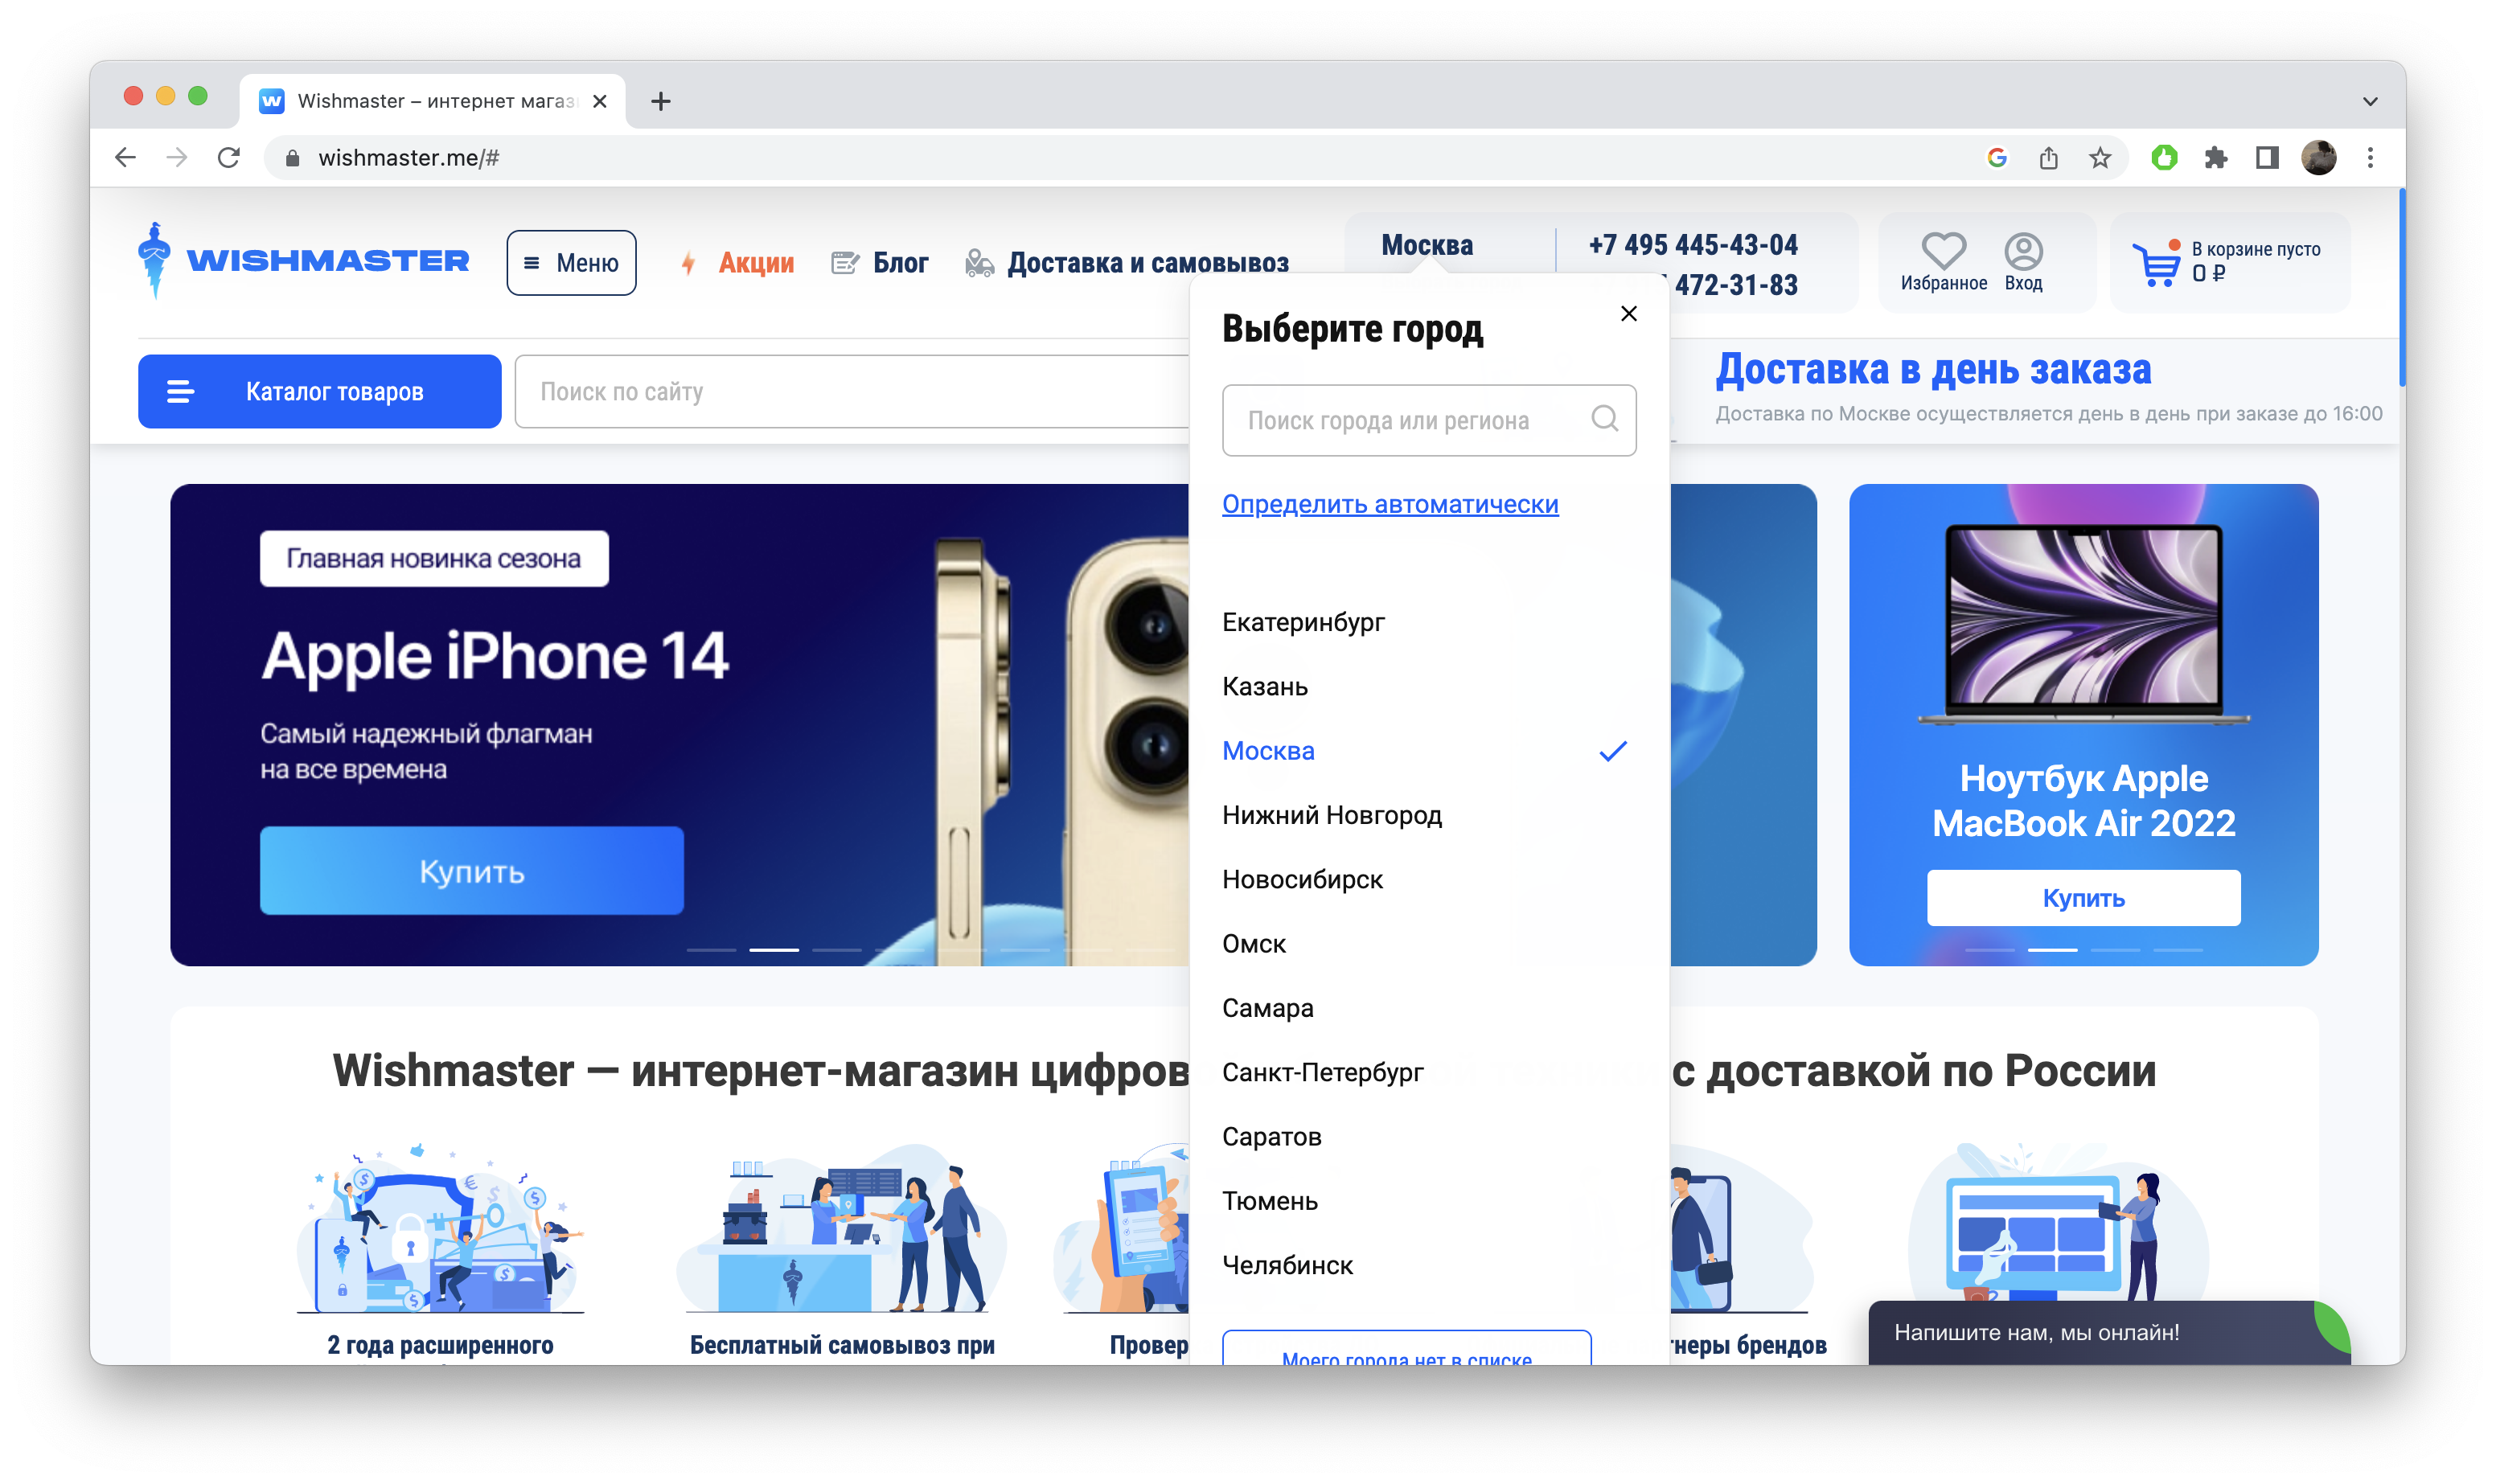 Wishmaster – интернет магаз
wishmaster.me/#
WISHMASTER
Меню
Акции
Блог
Доставка и самовывоз
Москва
+7 495 445-43-04
472-31-83
Избранное
Вход
В корзине пусто
0 ₽
Каталог товаров
Поиск по сайту
Доставка в день заказа
Доставка по Москве осуществляется день в день при заказе до 16:00
Выберите город
Поиск города или региона
Определить автоматически
Екатеринбург
Казань
Москва
Нижний Новгород
Новосибирск
Омск
Самара
Санкт-Петербург
Саратов
Тюмень
Челябинск
Моего города нет в списке
Главная новинка сезона
Apple iPhone 14
Самый надежный флагман
на все времена
Купить
Ноутбук Apple
MacBook Air 2022
Купить
Wishmaster — интернет-магазин цифров
с доставкой по России
2 года расширенного
Бесплатный самовывоз при
Провер
неры брендов
Напишите нам, мы онлайн!